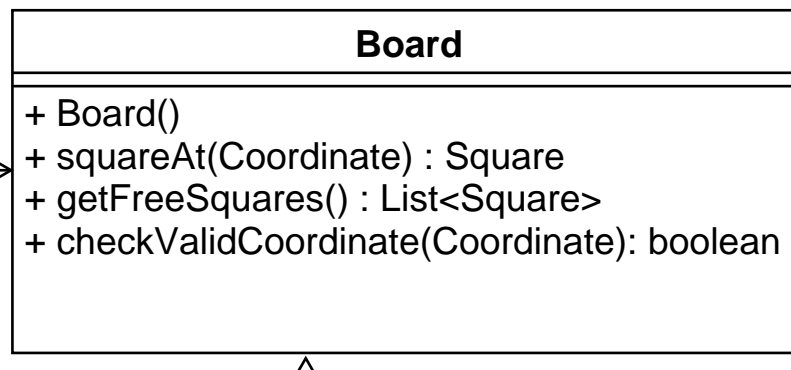 Board
+ Board()
+ squareAt(Coordinate) : Square
+ getFreeSquares() : List<Square>
+ checkValidCoordinate(Coordinate): boolean